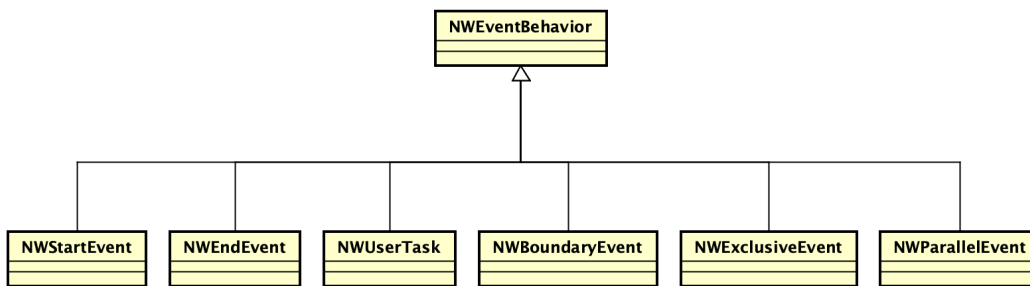 NWEventBehavior
NWStartEvent NWEndEvent NWUserTask NWBoundaryEvent NWExclusiveEvent NWParallelEvent